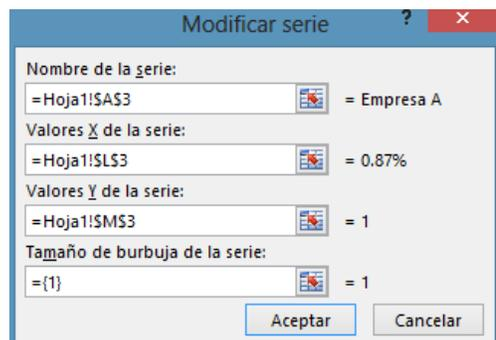 Modificar serie ? ×
Nombre de la serie:
=Hoja1!$A$3 = Empresa A
Valores X de la serie:
=Hoja1!$L$3 = 0.87%
Valores Y de la serie:
=Hoja1!$M$3 = 1
Tamaño de burbuja de la serie:
={1} = 1
Aceptar Cancelar